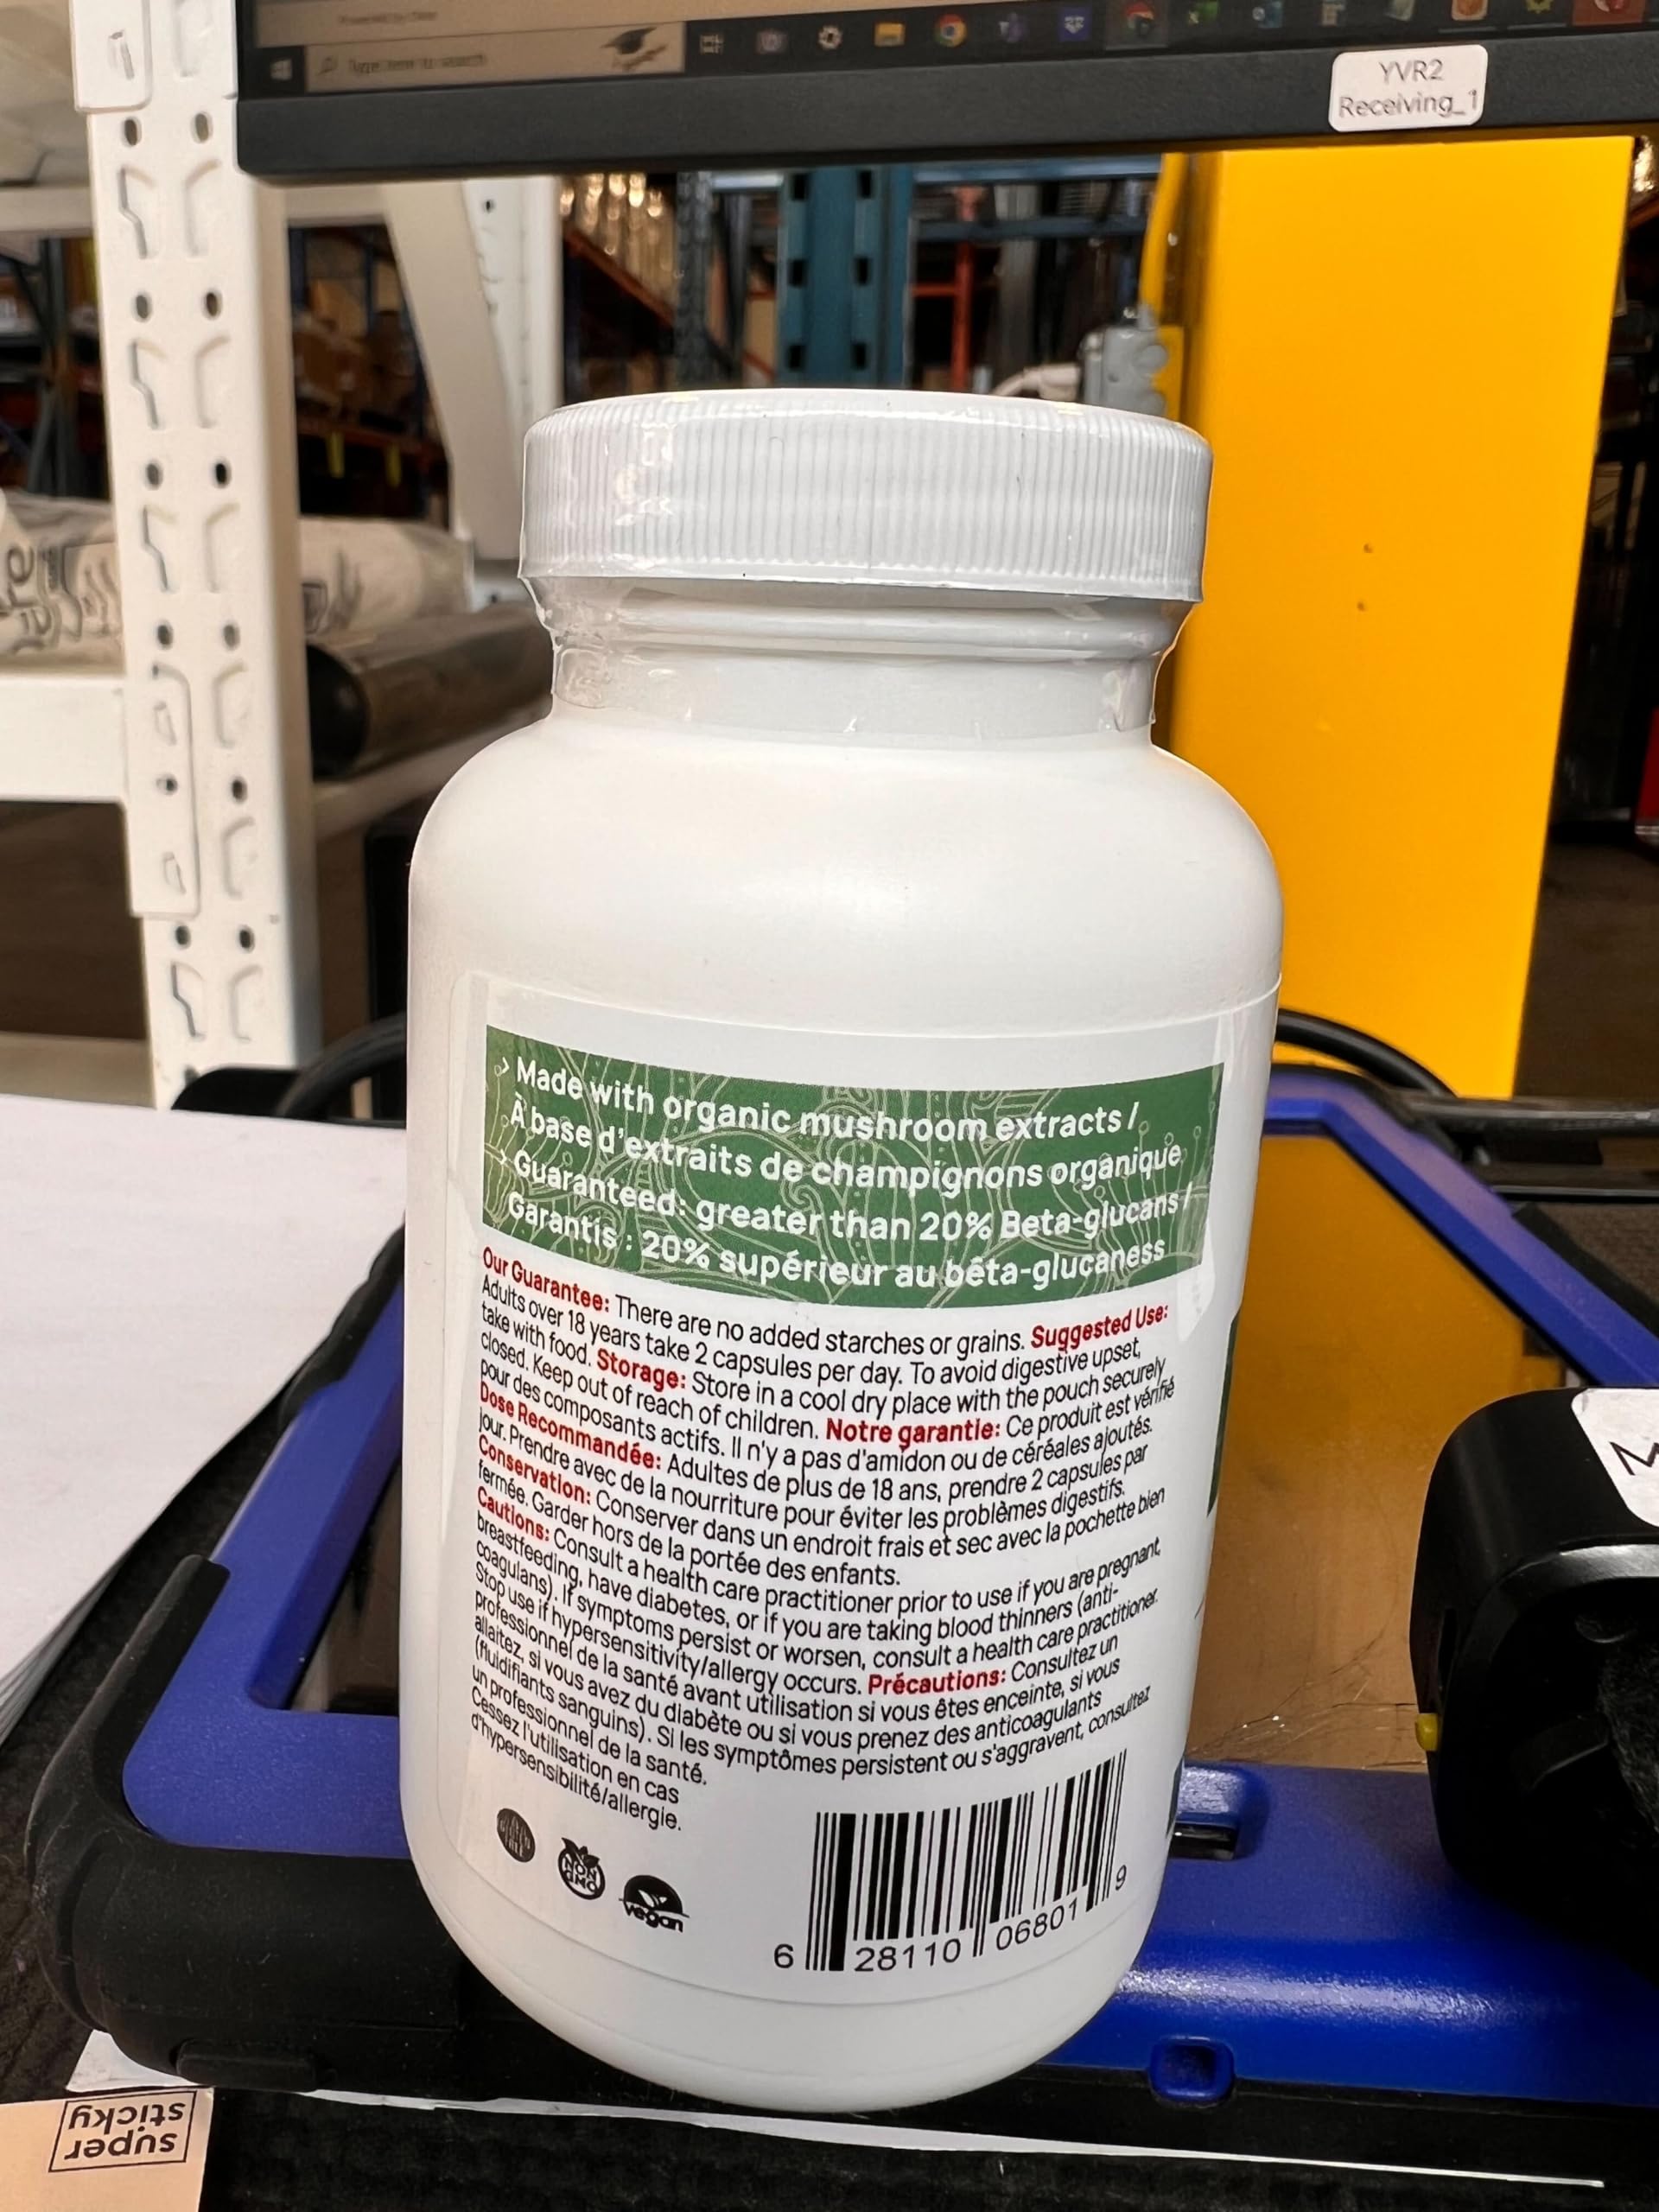 Type here to search
YVR2
Receiving_1
› Made with organic mushroom extracts /
À base d'extraits de champignons organique
› Guaranteed: greater than 20% Beta-glucans /
Garantis : 20% supérieur au béta-glucaness
Our Guarantee: There are no added starches or grains. Suggested Use:
Adults over 18 years take 2 capsules per day. To avoid digestive upset,
take with food. Storage: Store in a cool dry place with the pouch securely
closed. Keep out of reach of children. Notre garantie: Ce produit est vérifié
pour des composants actifs. Il n'y a pas d'amidon ou de céréales ajoutés.
Dose Recommandée: Adultes de plus de 18 ans, prendre 2 capsules par
jour. Prendre avec de la nourriture pour éviter les problèmes digestifs.
Conservation: Conserver dans un endroit frais et sec avec la pochette bien
fermée. Garder hors de la portée des enfants.
Cautions: Consult a health care practitioner prior to use if you are pregnant,
breastfeeding, have diabetes, or if you are taking blood thinners (anti-
coagulans). If symptoms persist or worsen, consult a health care practitioner.
Stop use if hypersensitivity/allergy occurs. Précautions: Consultez un
professionnel de la santé avant utilisation si vous êtes enceinte, si vous
allaitez, si vous avez du diabète ou si vous prenez des anticoagulants
(fluidifiants sanguins). Si les symptômes persistent ou s'aggravent, consultez
un professionnel de la santé.
Cessez l'utilisation en cas
d'hypersensibilité/allergie.
NON
GMO
vegan
6 28110 06801 9
super
sticky